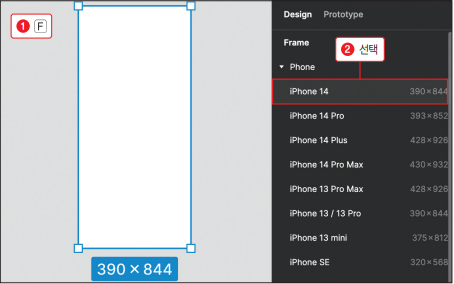 1 F
390 × 844
Design Prototype
Frame
2 선택
Phone
iPhone 14 390×844
iPhone 14 Pro 393×852
iPhone 14 Plus 428×926
iPhone 14 Pro Max 430×932
iPhone 13 Pro Max 428×926
iPhone 13 / 13 Pro 390×844
iPhone 13 mini 375×812
iPhone SE 320×568